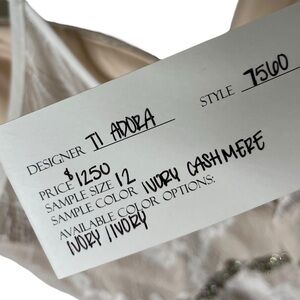 DESIGNER TI ADORA STYLE 7560
PRICE $1250
SAMPLE SIZE 12
SAMPLE COLOR IVORY CASHMERE
AVAILABLE COLOR OPTIONS:
IVORY / IVORY